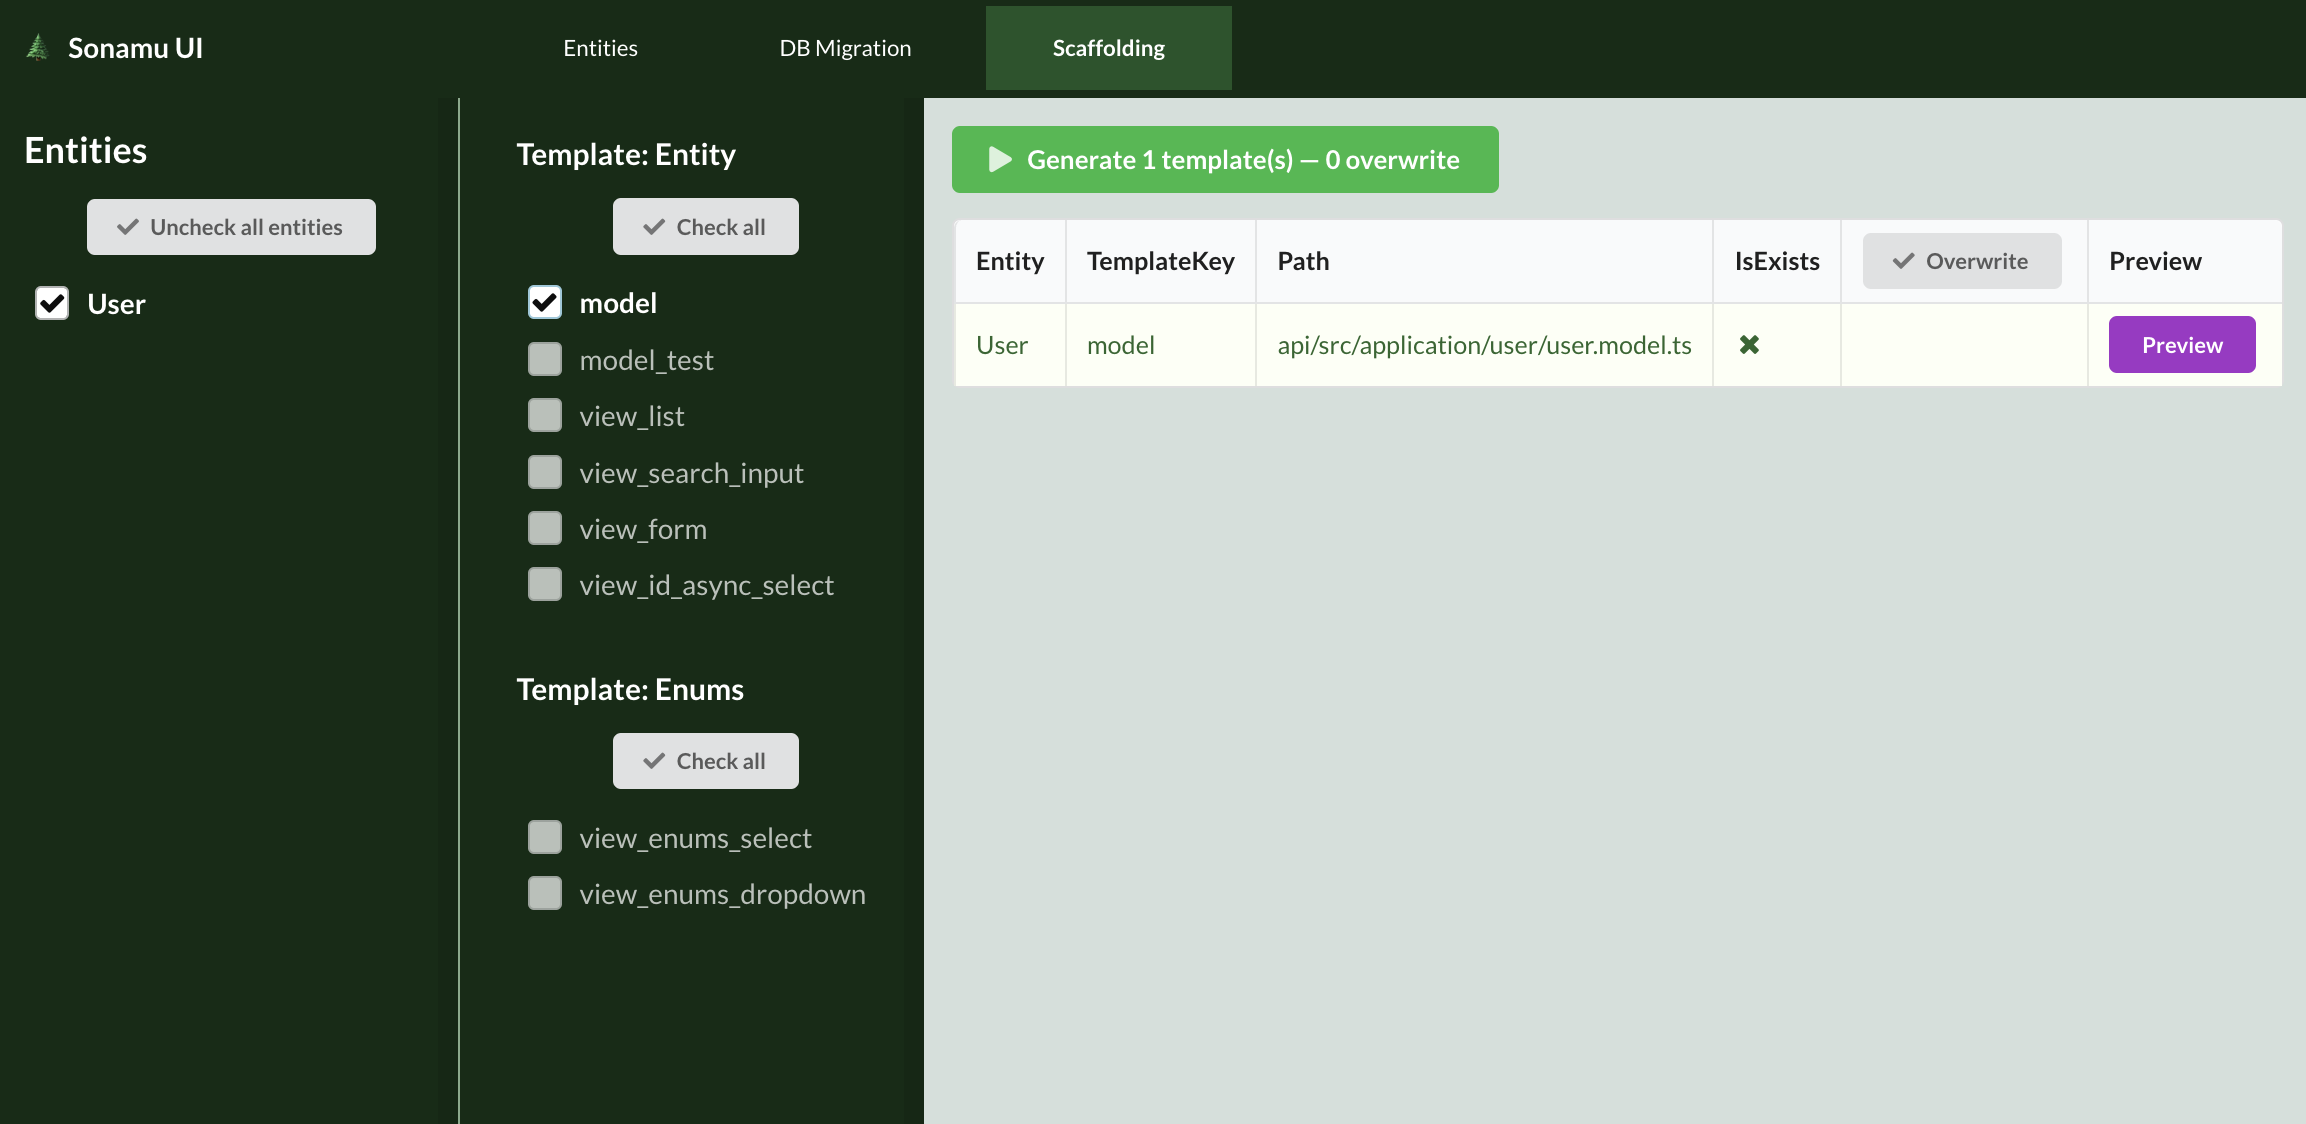 Sonamu UI
Entities
DB Migration
Scaffolding
Entities
Uncheck all entities
User
Template: Entity
Check all
model
model_test
view_list
view_search_input
view_form
view_id_async_select
Template: Enums
Check all
view_enums_select
view_enums_dropdown
Generate 1 template(s) — 0 overwrite
Entity TemplateKey Path IsExists Overwrite Preview
User model api/src/application/user/user.model.ts Preview